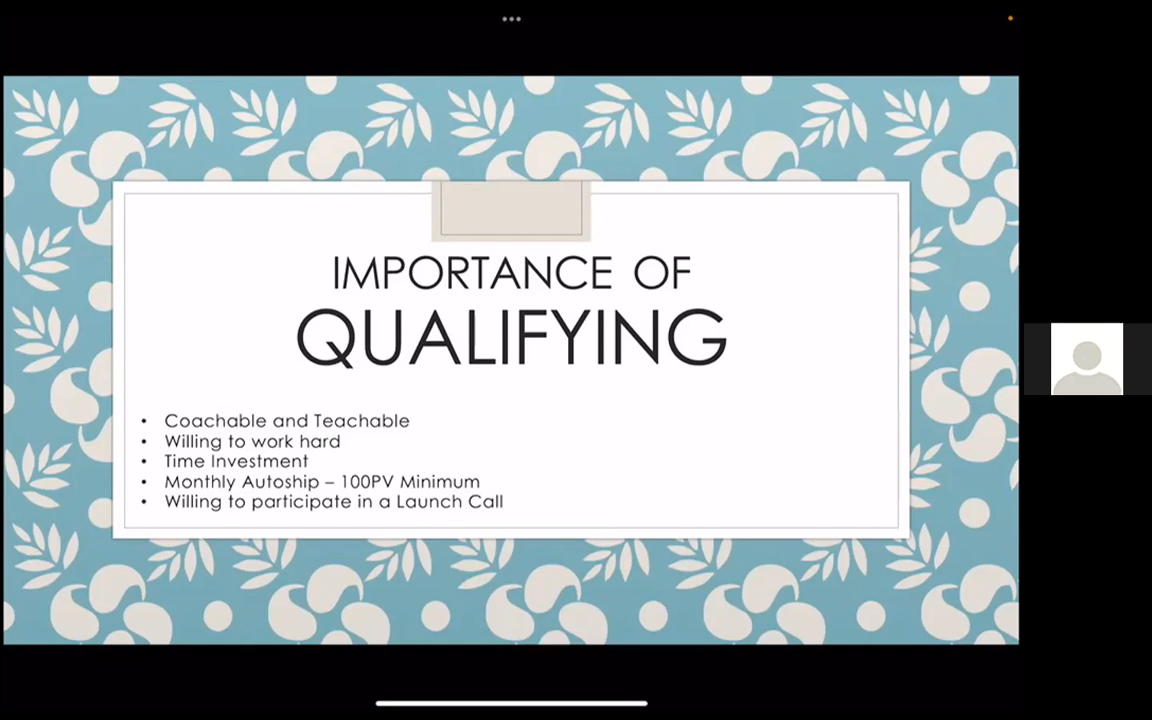 IMPORTANCE OF
QUALIFYING
• Coachable and Teachable
• Willing to work hard
• Time Investment
• Monthly Autoship – 100PV Minimum
• Willing to participate in a Launch Call